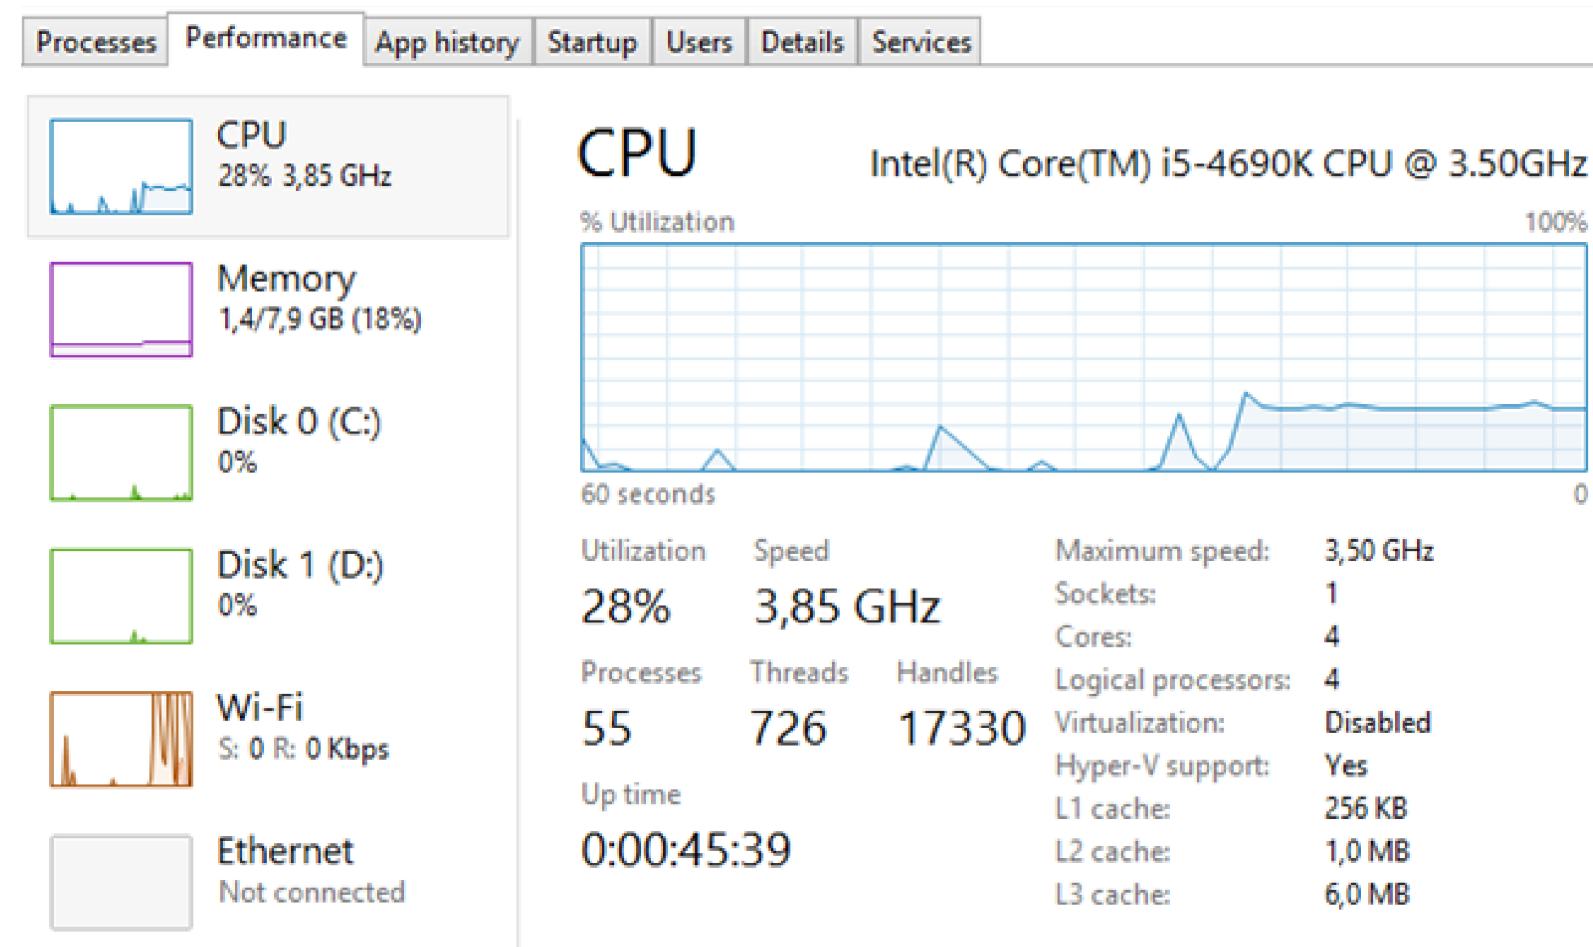 Processes Performance App history Startup Users Details Services
CPU
28% 3,85 GHz
Memory
1,4/7,9 GB (18%)
Disk 0 (C:)
0%
Disk 1 (D:)
0%
Wi-Fi
S: 0 R: 0 Kbps
Ethernet
Not connected
CPU Intel(R) Core(TM) i5-4690K CPU @ 3.50GHz
% Utilization 100%
60 seconds 0
Utilization Speed
28% 3,85 GHz
Processes Threads Handles
55 726 17330
Up time
0:00:45:39
Maximum speed: 3,50 GHz
Sockets: 1
Cores: 4
Logical processors: 4
Virtualization: Disabled
Hyper-V support: Yes
L1 cache: 256 KB
L2 cache: 1,0 MB
L3 cache: 6,0 MB